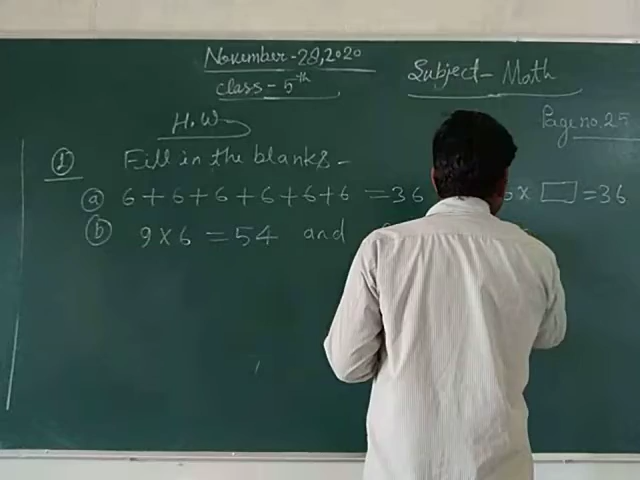 November-28, 2020
Subject- Math
class- 5th
H.W
Page no. 25
1 Fill in the blanks-
a 6+6+6+6+6+6 =36 6× □ =36
b 9×6 =54 and